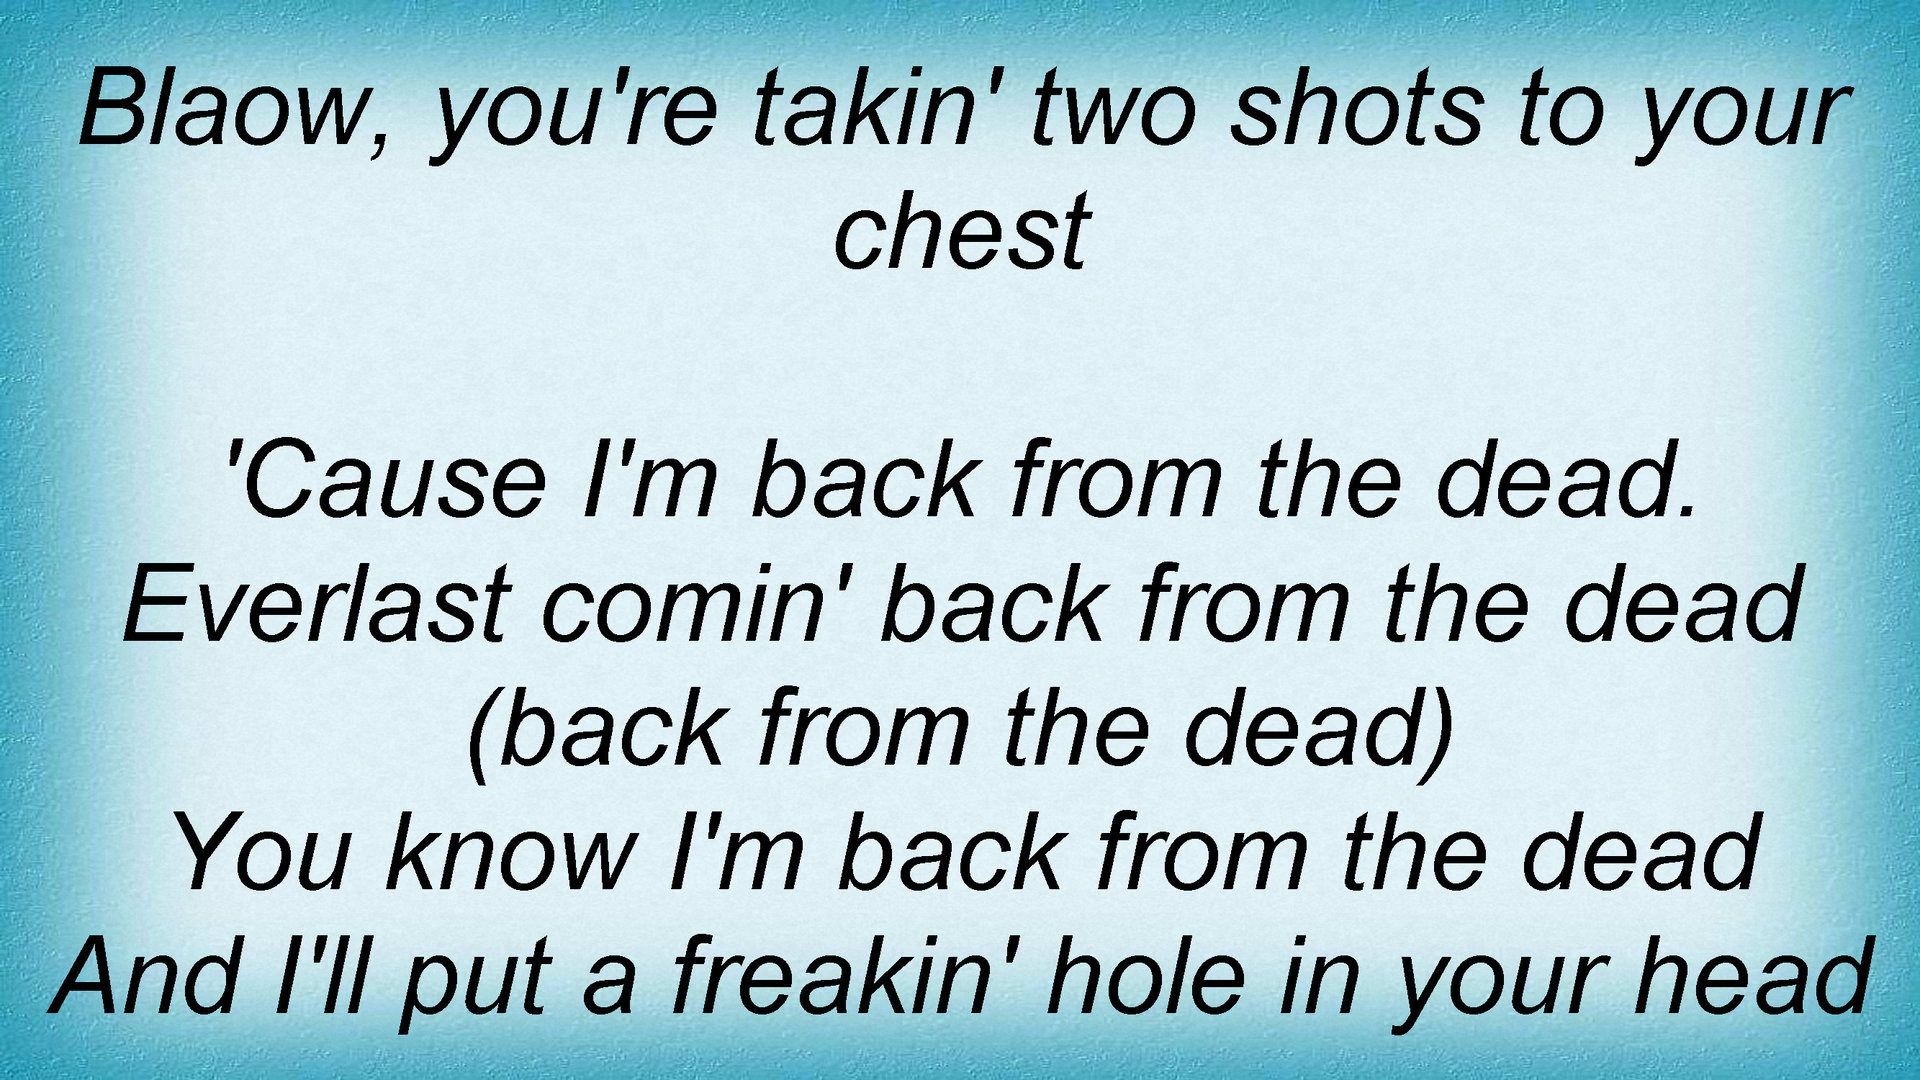 Blaow, you're takin' two shots to your
chest
'Cause I'm back from the dead.
Everlast comin' back from the dead
(back from the dead)
You know I'm back from the dead
And I'll put a freakin' hole in your head